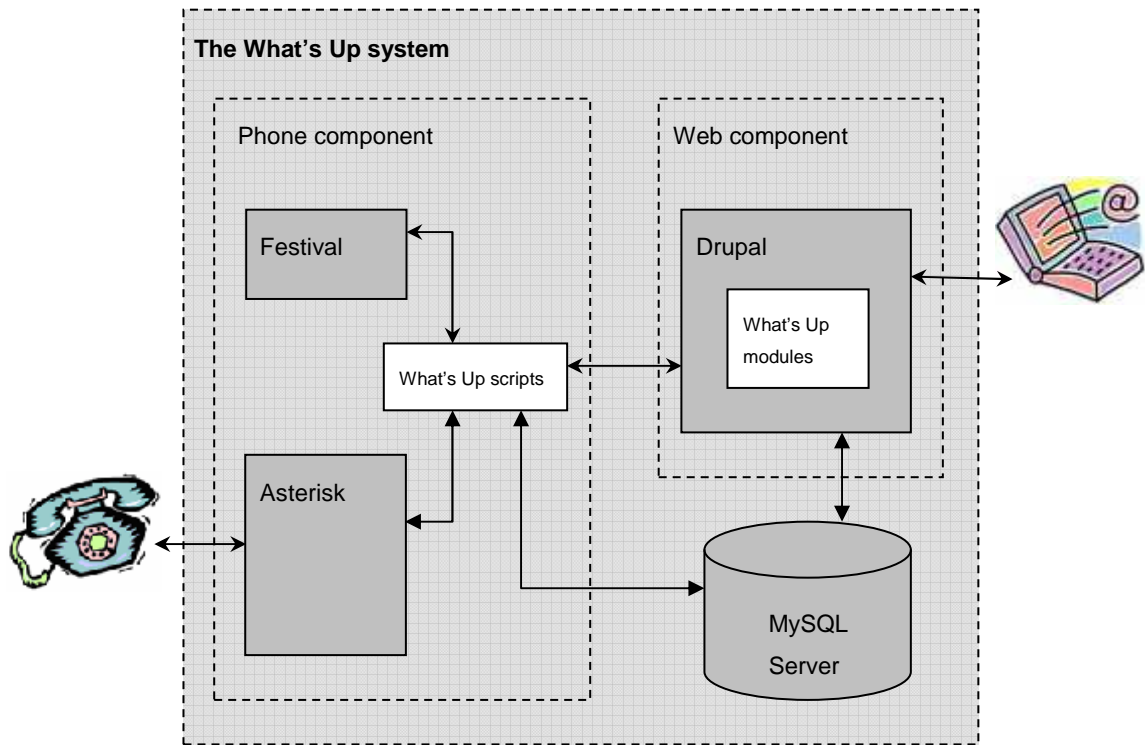 The What's Up system
Phone component
Web component
Festival
Drupal
What's Up
modules
What's Up scripts
Asterisk
MySQL
Server
@